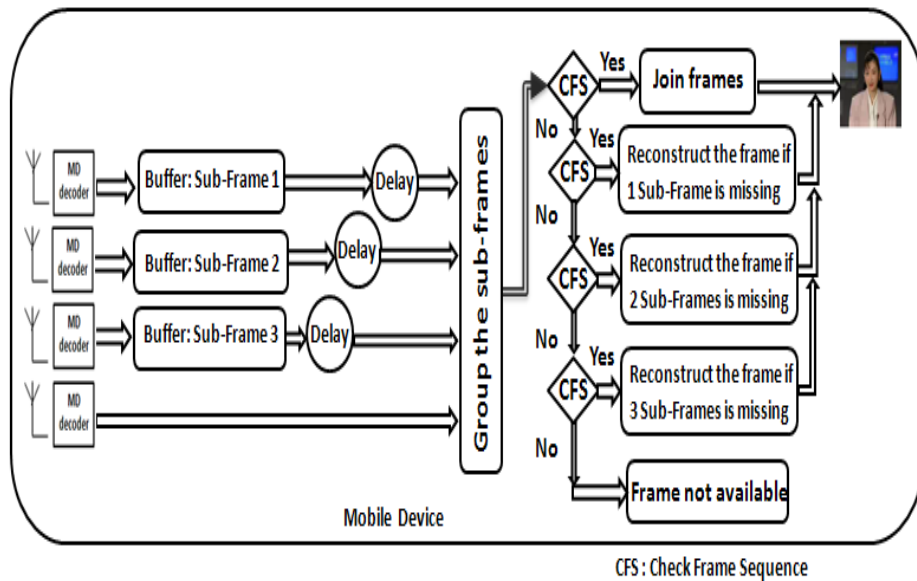 MD
decoder
Buffer: Sub-Frame 1
Delay
MD
decoder
Buffer: Sub-Frame 2
Delay
MD
decoder
Buffer: Sub-Frame 3
Delay
MD
decoder
Group the sub-frames
CFS
Yes
Join frames
No
CFS
Yes
Reconstruct the frame if
1 Sub-Frame is missing
No
CFS
Yes
Reconstruct the frame if
2 Sub-Frames is missing
No
CFS
Yes
Reconstruct the frame if
3 Sub-Frames is missing
No
Frame not available
Mobile Device
CFS : Check Frame Sequence